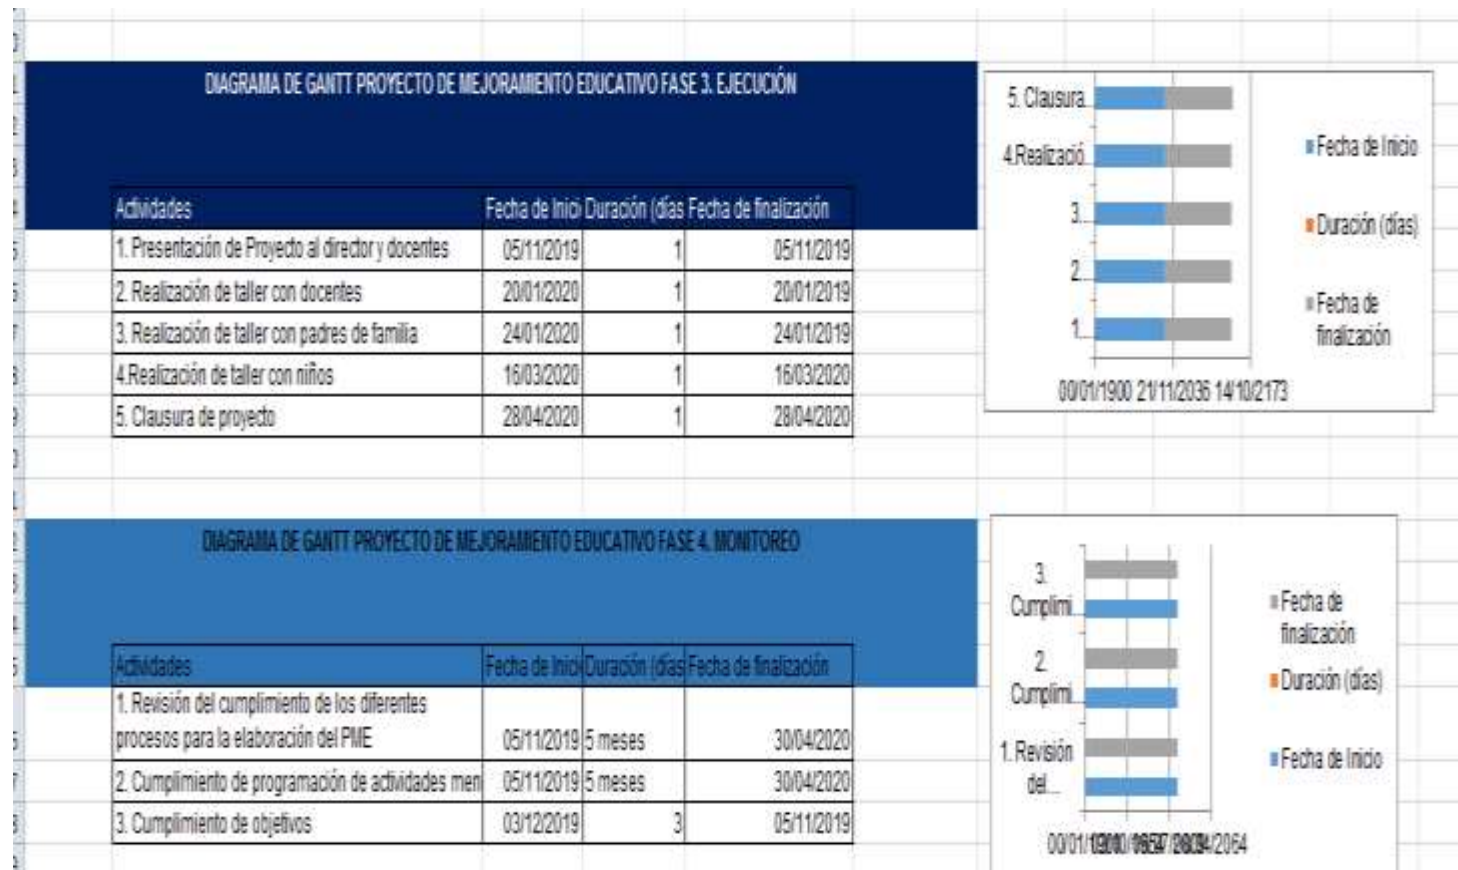 DIAGRAMA DE GANTT PROYECTO DE MEJORAMIENTO EDUCATIVO FASE 3. EJECUCIÓN
Actividades Fecha de Inici Duración (días Fecha de finalización
1. Presentación de Proyecto al director y docentes 05/11/2019 1 05/11/2019
2. Realización de taller con docentes 20/01/2020 1 20/01/2019
3. Realización de taller con padres de familia 24/01/2020 1 24/01/2019
4.Realización de taller con niños 16/03/2020 1 16/03/2020
5. Clausura de proyecto 28/04/2020 1 28/04/2020
5. Clausura...
4.Realizació...
3...
2...
1...
00/01/1900 21/11/2036 14/10/2173
Fecha de Inicio
Duración (días)
Fecha de
finalización
DIAGRAMA DE GANTT PROYECTO DE MEJORAMIENTO EDUCATIVO FASE 4. MONITOREO
Actividades Fecha de Inici Duración (días Fecha de finalización
1. Revisión del cumplimiento de los diferentes
procesos para la elaboración del PME 05/11/2019 5 meses 30/04/2020
2. Cumplimiento de programación de actividades men 05/11/2019 5 meses 30/04/2020
3. Cumplimiento de objetivos 03/12/2019 3 05/11/2019
3.
Cumplimi...
2.
Cumplimi...
1. Revisión
del...
Fecha de
finalización
Duración (días)
Fecha de Inicio